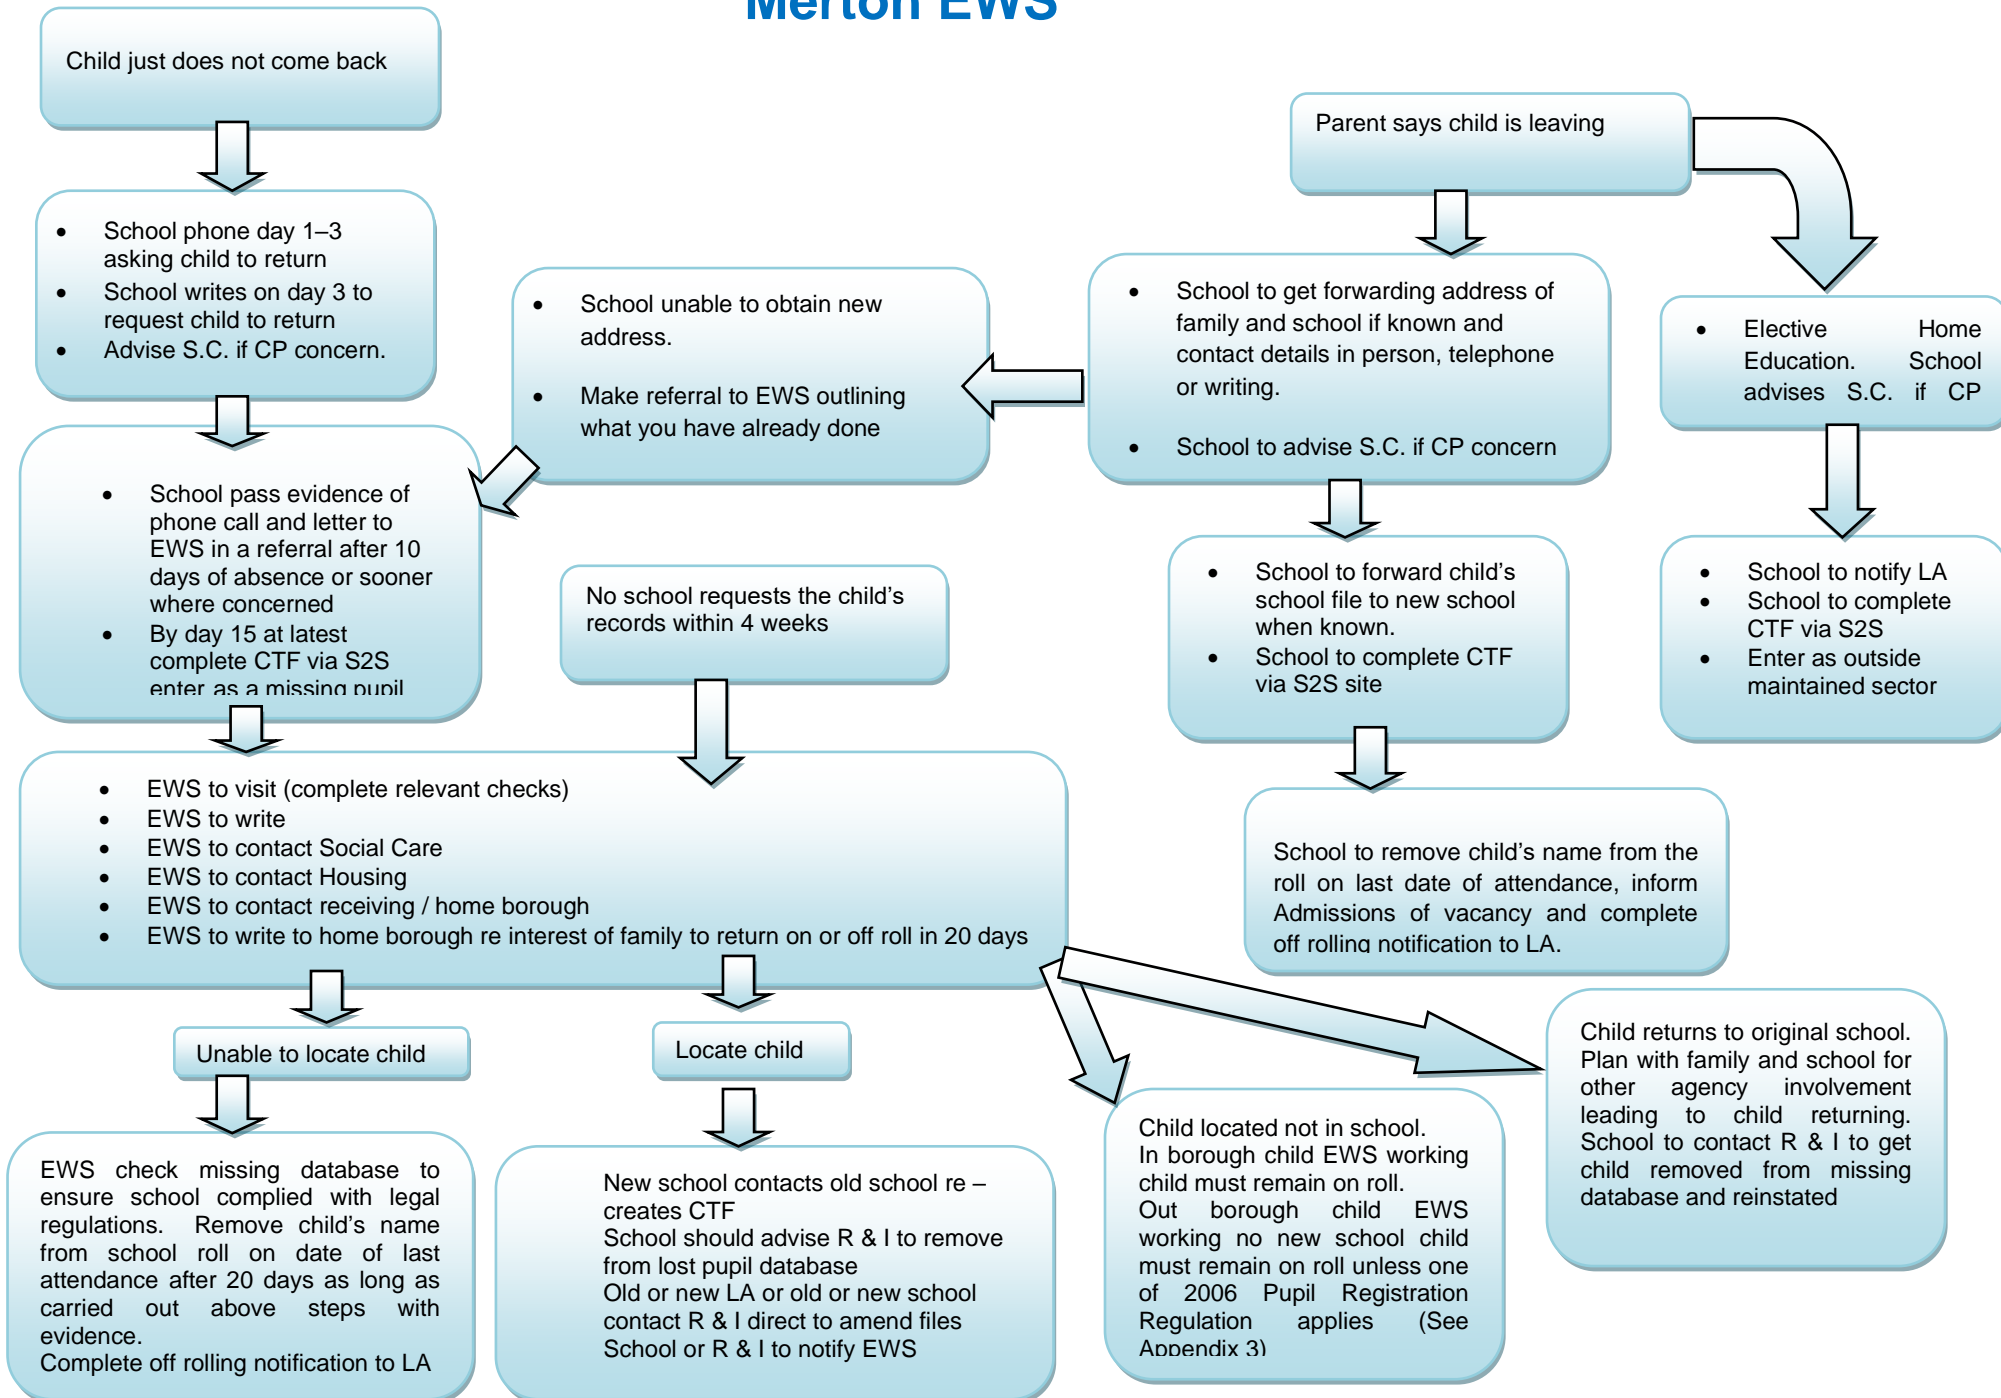 Merton EWS
Child just does not come back
Parent says child is leaving
• School phone day 1–3
asking child to return
• School writes on day 3 to
request child to return
• Advise S.C. if CP concern.
• School unable to obtain new
address.
• Make referral to EWS outlining
what you have already done
• School to get forwarding address of
family and school if known and
contact details in person, telephone
or writing.
• School to advise S.C. if CP concern
• Elective Home
Education. School
advises S.C. if CP
• School pass evidence of
phone call and letter to
EWS in a referral after 10
days of absence or sooner
where concerned
• By day 15 at latest
complete CTF via S2S
enter as a missing pupil
No school requests the child’s
records within 4 weeks
• School to forward child’s
school file to new school
when known.
• School to complete CTF
via S2S site
• School to notify LA
• School to complete
CTF via S2S
• Enter as outside
maintained sector
• EWS to visit (complete relevant checks)
• EWS to write
• EWS to contact Social Care
• EWS to contact Housing
• EWS to contact receiving / home borough
• EWS to write to home borough re interest of family to return on or off roll in 20 days
School to remove child’s name from the
roll on last date of attendance, inform
Admissions of vacancy and complete
off rolling notification to LA.
Unable to locate child
Locate child
Child returns to original school.
Plan with family and school for
other agency involvement
leading to child returning.
School to contact R & I to get
child removed from missing
database and reinstated
EWS check missing database to
ensure school complied with legal
regulations. Remove child’s name
from school roll on date of last
attendance after 20 days as long as
carried out above steps with
evidence.
Complete off rolling notification to LA
New school contacts old school re –
creates CTF
School should advise R & I to remove
from lost pupil database
Old or new LA or old or new school
contact R & I direct to amend files
School or R & I to notify EWS
Child located not in school.
In borough child EWS working
child must remain on roll.
Out borough child EWS
working no new school child
must remain on roll unless one
of 2006 Pupil Registration
Regulation applies (See
Appendix 3)